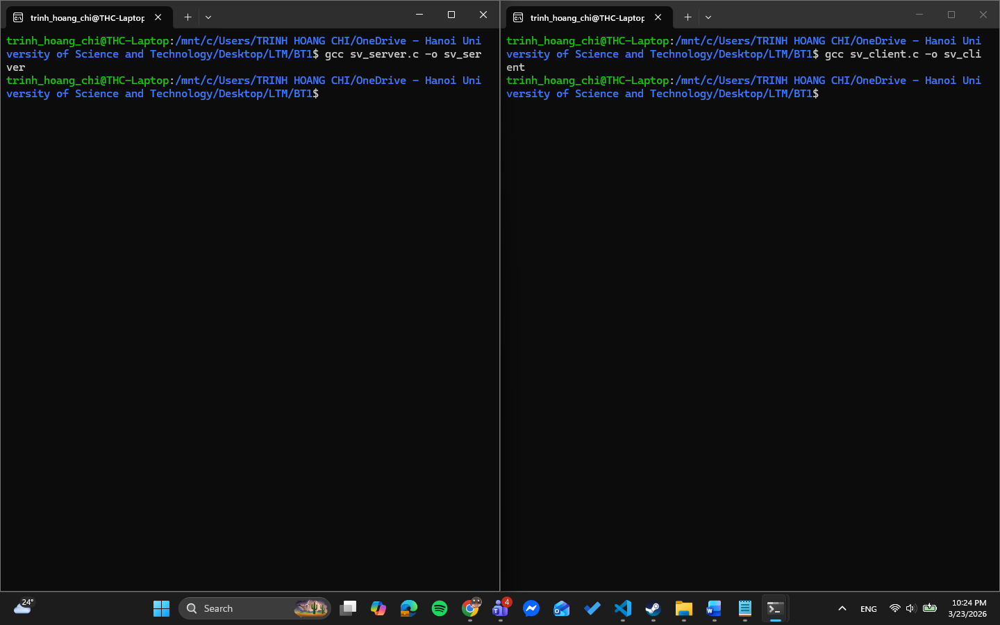 trinh_hoang_chi@THC-Laptop
trinh_hoang_chi@THC-Laptop:/mnt/c/Users/TRINH HOANG CHI/OneDrive - Hanoi Uni
versity of Science and Technology/Desktop/LTM/BT1$ gcc sv_server.c -o sv_ser
ver
trinh_hoang_chi@THC-Laptop:/mnt/c/Users/TRINH HOANG CHI/OneDrive - Hanoi Uni
versity of Science and Technology/Desktop/LTM/BT1$
trinh_hoang_chi@THC-Laptop
trinh_hoang_chi@THC-Laptop:/mnt/c/Users/TRINH HOANG CHI/OneDrive - Hanoi Uni
versity of Science and Technology/Desktop/LTM/BT1$ gcc sv_client.c -o sv_cli
ent
trinh_hoang_chi@THC-Laptop:/mnt/c/Users/TRINH HOANG CHI/OneDrive - Hanoi Uni
versity of Science and Technology/Desktop/LTM/BT1$
24°
Search
4
ENG
10:24 PM
3/23/2026